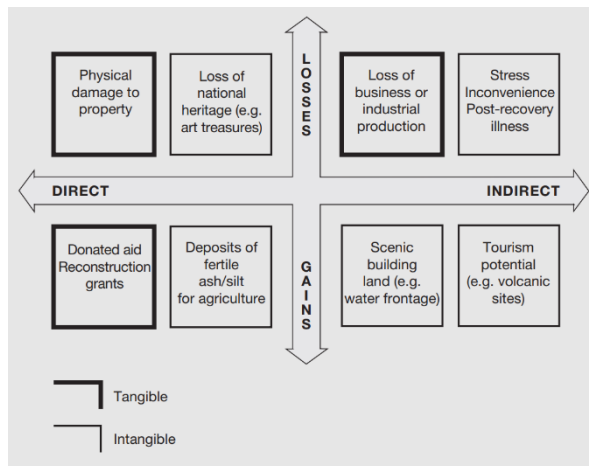 LOSSES
Physical
damage to
property
Loss of
national
heritage (e.g.
art treasures)
Loss of
business or
industrial
production
Stress
Inconvenience
Post-recovery
illness
DIRECT
INDIRECT
Donated aid
Reconstruction
grants
Deposits of
fertile
ash/silt
for agriculture
GAINS
Scenic
building
land (e.g.
water frontage)
Tourism
potential
(e.g. volcanic
sites)
Tangible
Intangible